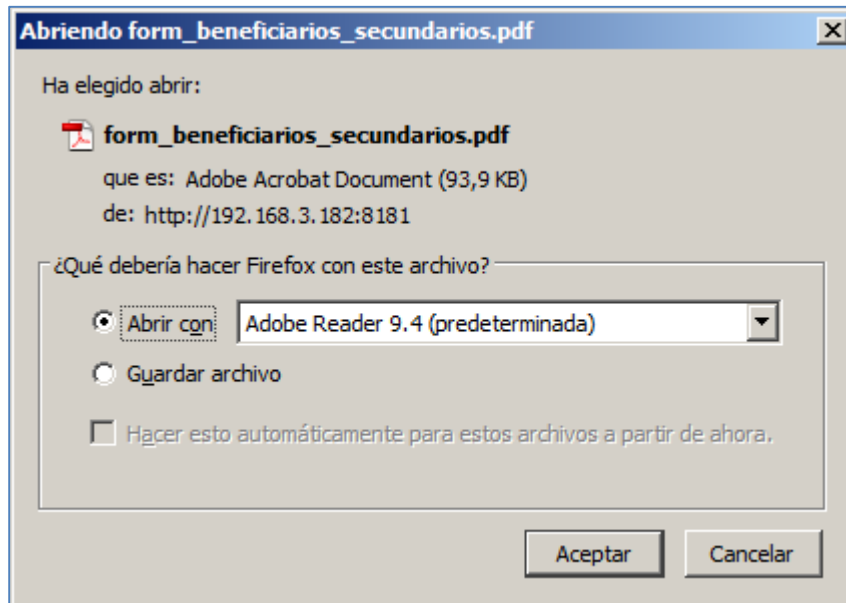 Abriendo form_beneficiarios_secundarios.pdf
Ha elegido abrir:
form_beneficiarios_secundarios.pdf
que es: Adobe Acrobat Document (93,9 KB)
de: http://192.168.3.182:8181
¿Qué debería hacer Firefox con este archivo?
Abrir con Adobe Reader 9.4 (predeterminada)
Guardar archivo
Hacer esto automáticamente para estos archivos a partir de ahora.
Aceptar Cancelar